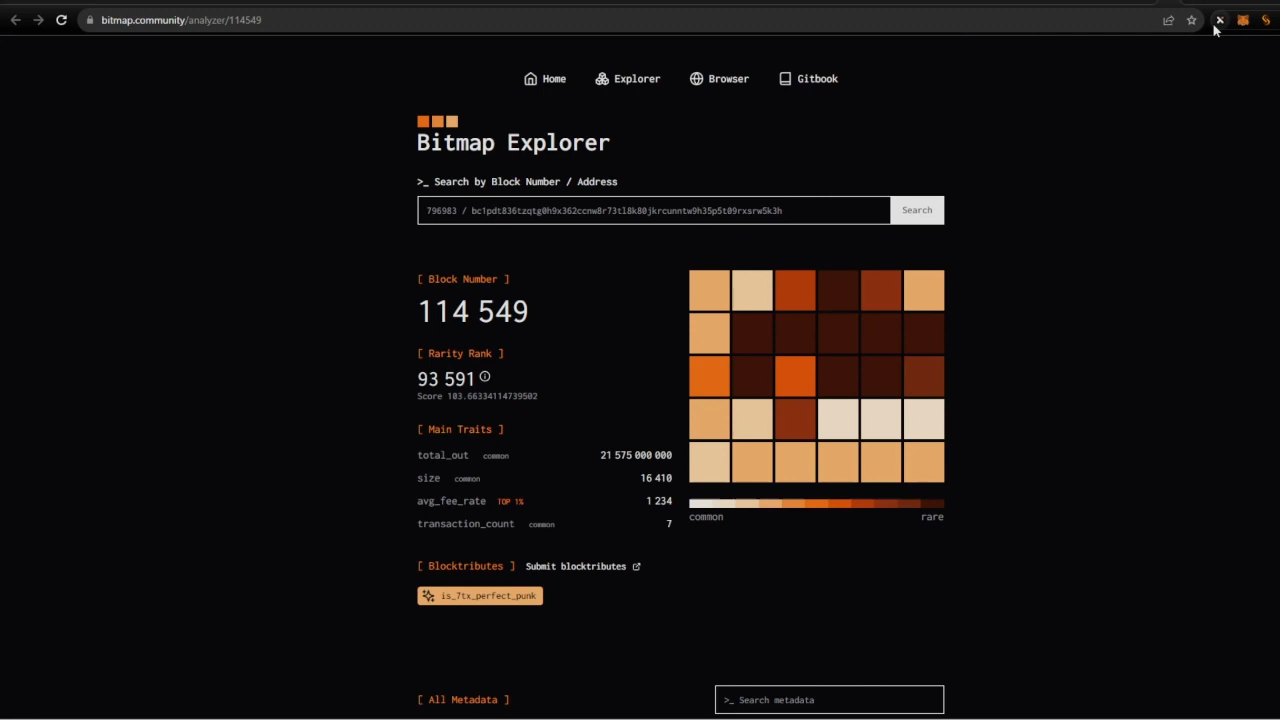 bitmap.community/analyzer/114549
Home Explorer Browser Gitbook
Bitmap Explorer
>_ Search by Block Number / Address
796983 / bc1pdt836tzqtg0h9x362ccnw8r73tl8k80jkrcunntw9h35p5t09rxsrw5k3h Search
[ Block Number ]
114 549
[ Rarity Rank ]
93 591
Score 103.66334114739502
[ Main Traits ]
total_out common 21 575 000 000
size common 16 410
avg_fee_rate TOP 1% 1 234
transaction_count common 7
common rare
[ Blocktributes ] Submit blocktributes
is_7tx_perfect_punk
[ All Metadata ] >_ Search metadata